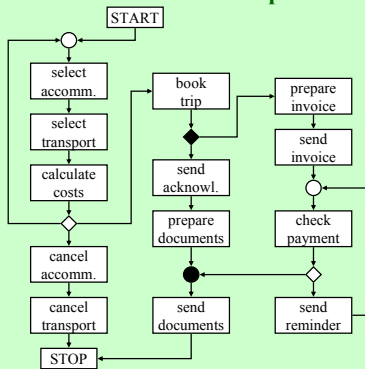 START
select
accomm.
select
transport
calculate
costs
cancel
accomm.
cancel
transport
STOP
book
trip
send
acknowl.
prepare
documents
send
documents
prepare
invoice
send
invoice
check
payment
send
reminder